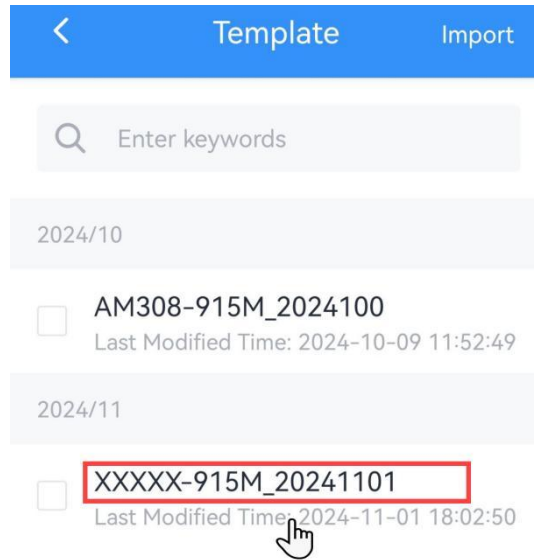 Template Import
Enter keywords
2024/10
AM308-915M_2024100
Last Modified Time: 2024-10-09 11:52:49
2024/11
XXXXX-915M_20241101
Last Modified Time: 2024-11-01 18:02:50